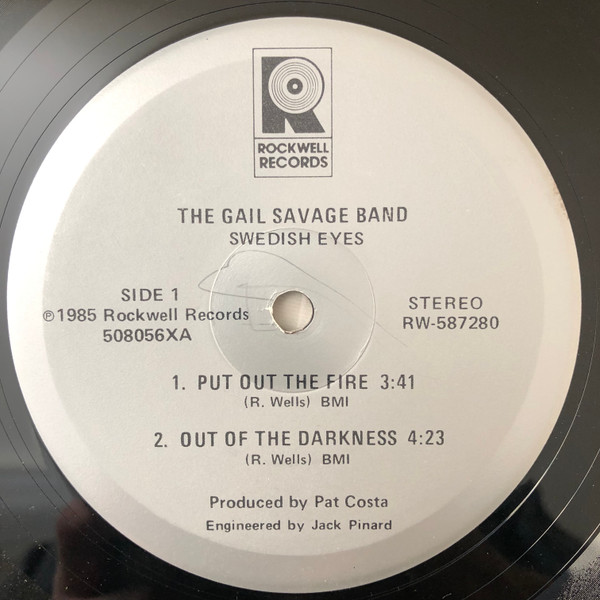 R
ROCKWELL
RECORDS
THE GAIL SAVAGE BAND
SWEDISH EYES
SIDE 1
℗1985 Rockwell Records
508056XA
STEREO
RW-587280
1. PUT OUT THE FIRE 3:41
(R. Wells) BMI
2. OUT OF THE DARKNESS 4:23
(R. Wells) BMI
Produced by Pat Costa
Engineered by Jack Pinard